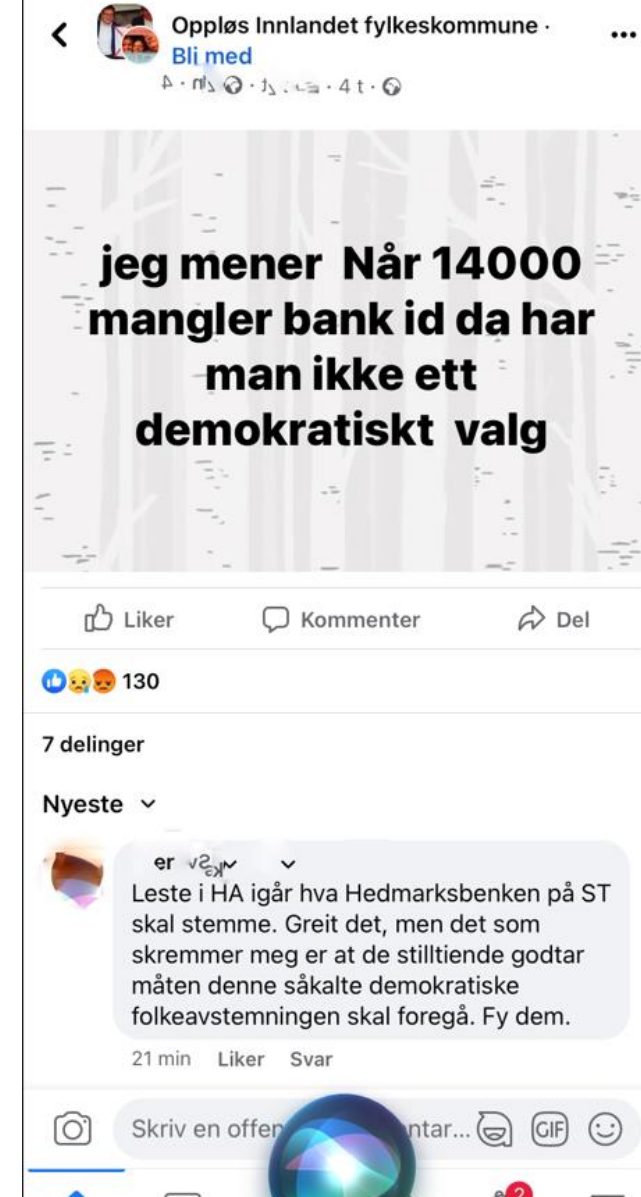 Oppløs Innlandet fylkeskommune ·
Bli med
4 t ·
jeg mener Når 14000
mangler bank id da har
man ikke ett
demokratiskt valg
Liker
Kommenter
Del
130
7 delinger
Nyeste
er
Leste i HA igår hva Hedmarksbenken på ST
skal stemme. Greit det, men det som
skremmer meg er at de stilltiende godtar
måten denne såkalte demokratiske
folkeavstemningen skal foregå. Fy dem.
21 min Liker Svar
Skriv en offen
ntar...
GIF
2